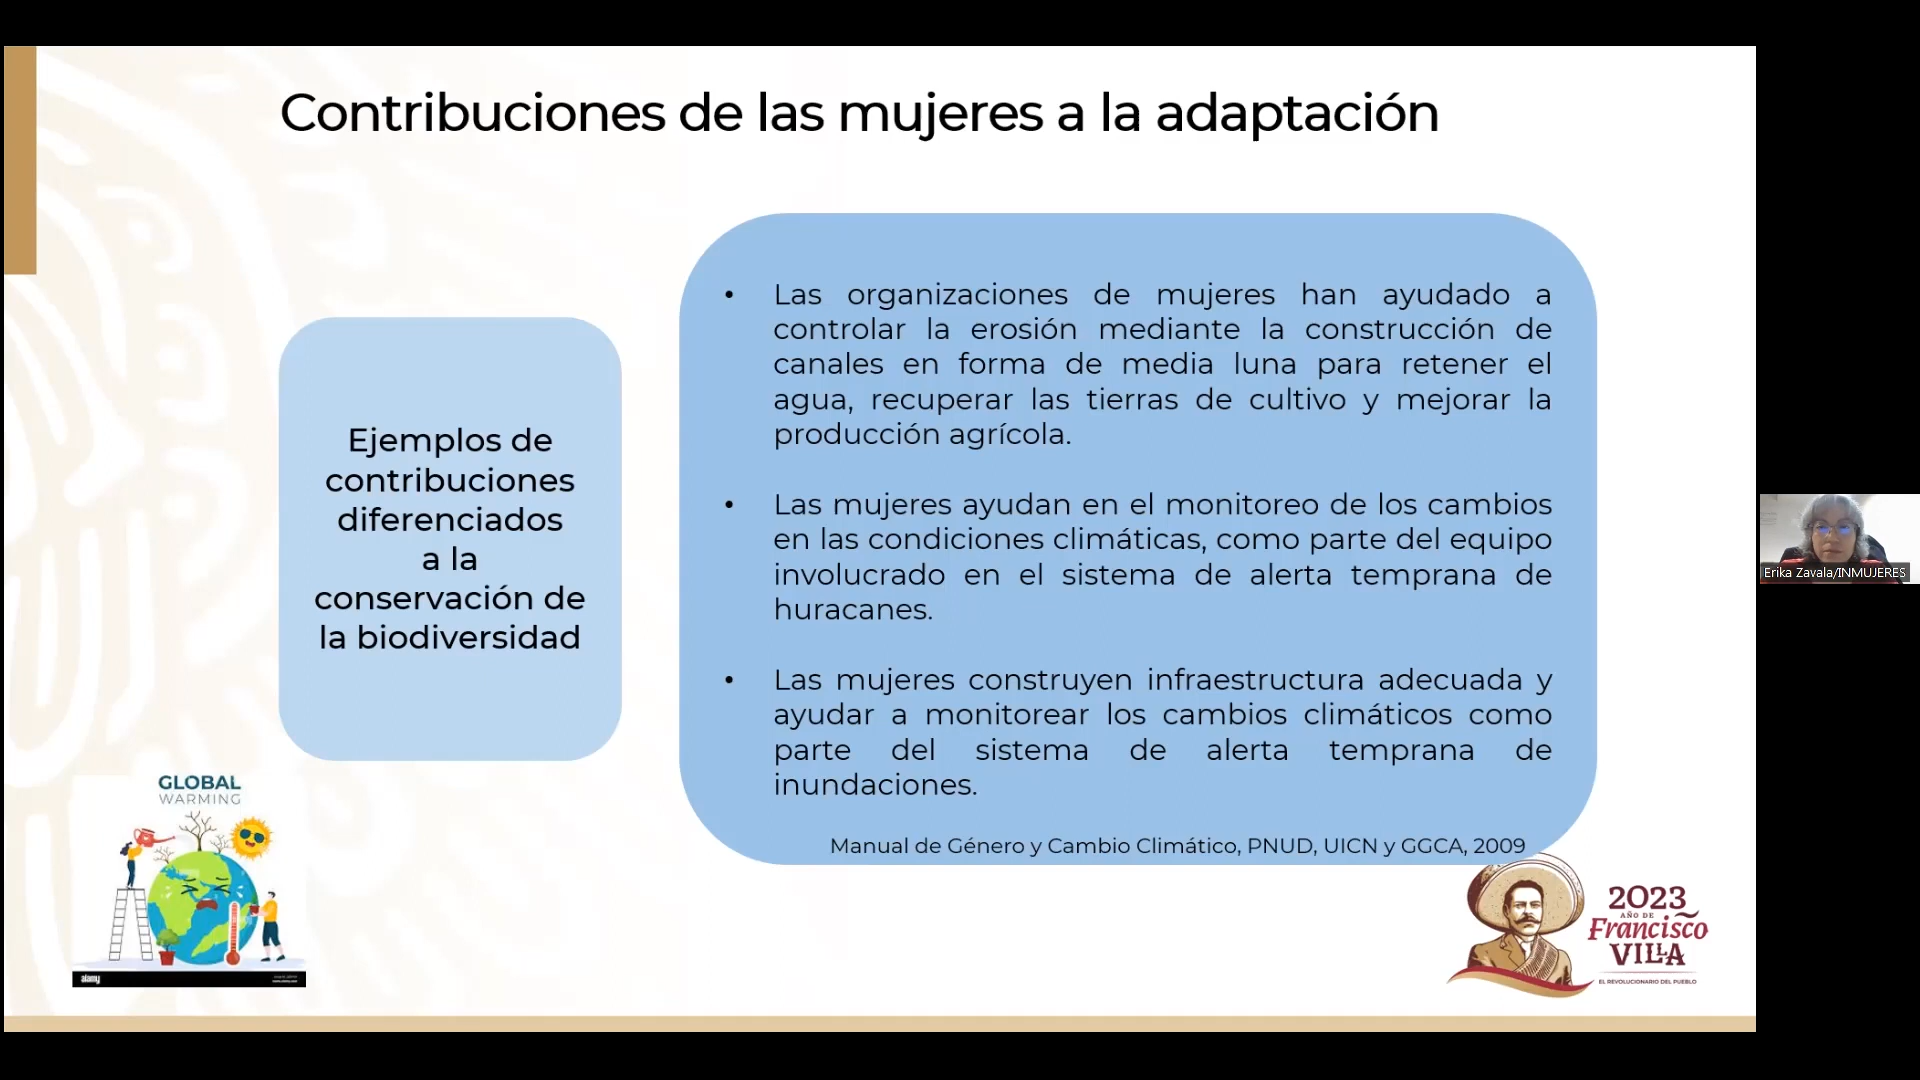 Contribuciones de las mujeres a la adaptación
Ejemplos de
contribuciones
diferenciados
a la
conservación de
la biodiversidad
• Las organizaciones de mujeres han ayudado a
controlar la erosión mediante la construcción de
canales en forma de media luna para retener el
agua, recuperar las tierras de cultivo y mejorar la
producción agrícola.
• Las mujeres ayudan en el monitoreo de los cambios
en las condiciones climáticas, como parte del equipo
involucrado en el sistema de alerta temprana de
huracanes.
• Las mujeres construyen infraestructura adecuada y
ayudar a monitorear los cambios climáticos como
parte del sistema de alerta temprana de
inundaciones.
Manual de Género y Cambio Climático, PNUD, UICN y GGCA, 2009
GLOBAL
WARMING
alamy
2023
AÑO DE
Francisco
VILLA
EL REVOLUCIONARIO DEL PUEBLO
Erika Zavala/INMUJERES